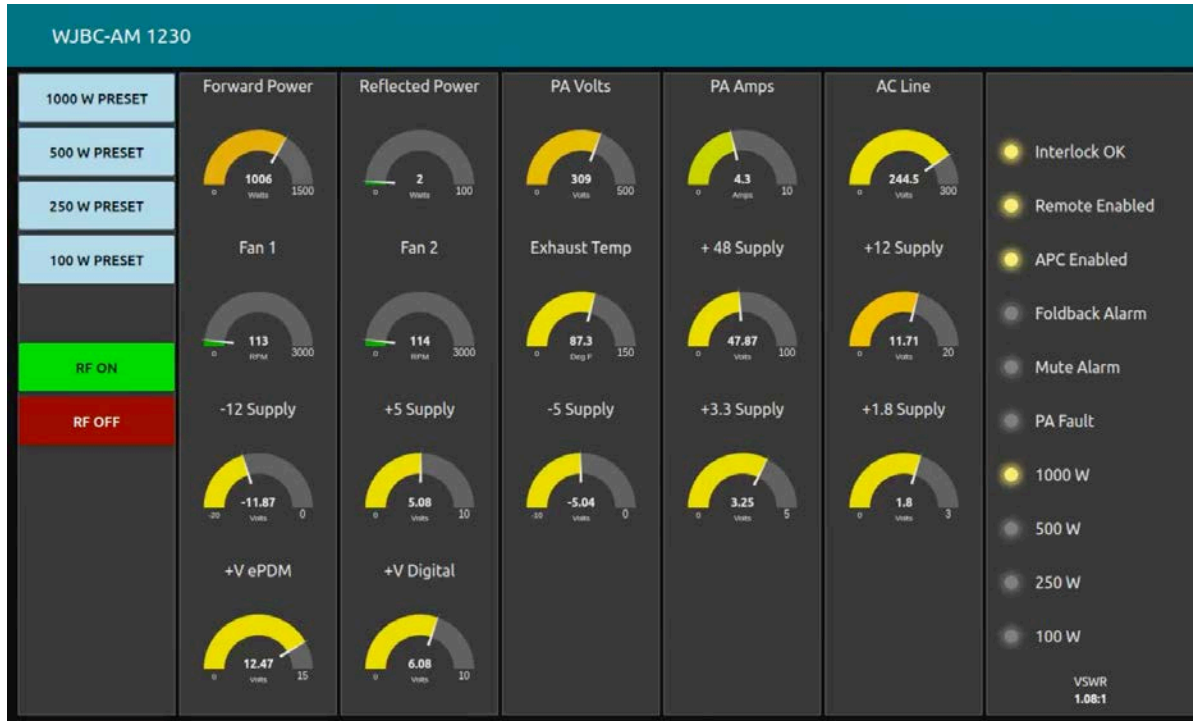 WJBC-AM 1230
1000 W PRESET
500 W PRESET
250 W PRESET
100 W PRESET
RF ON
RF OFF
Forward Power
1006
Watts
0 1500
Reflected Power
2
Watts
0 100
PA Volts
309
Volts
0 500
PA Amps
4.3
Amps
0 10
AC Line
244.5
Volts
0 300
Fan 1
113
RPM
0 3000
Fan 2
114
RPM
0 3000
Exhaust Temp
87.3
Deg F
0 150
+ 48 Supply
47.87
Volts
0 100
+12 Supply
11.71
Volts
0 20
-12 Supply
-11.87
Volts
-20 0
+5 Supply
5.08
Volts
0 10
-5 Supply
-5.04
Volts
-10 0
+3.3 Supply
3.25
Volts
0 5
+1.8 Supply
1.8
Volts
0 3
+V ePDM
12.47
Volts
0 15
+V Digital
6.08
Volts
0 10
Interlock OK
Remote Enabled
APC Enabled
Foldback Alarm
Mute Alarm
PA Fault
1000 W
500 W
250 W
100 W
VSWR
1.08:1